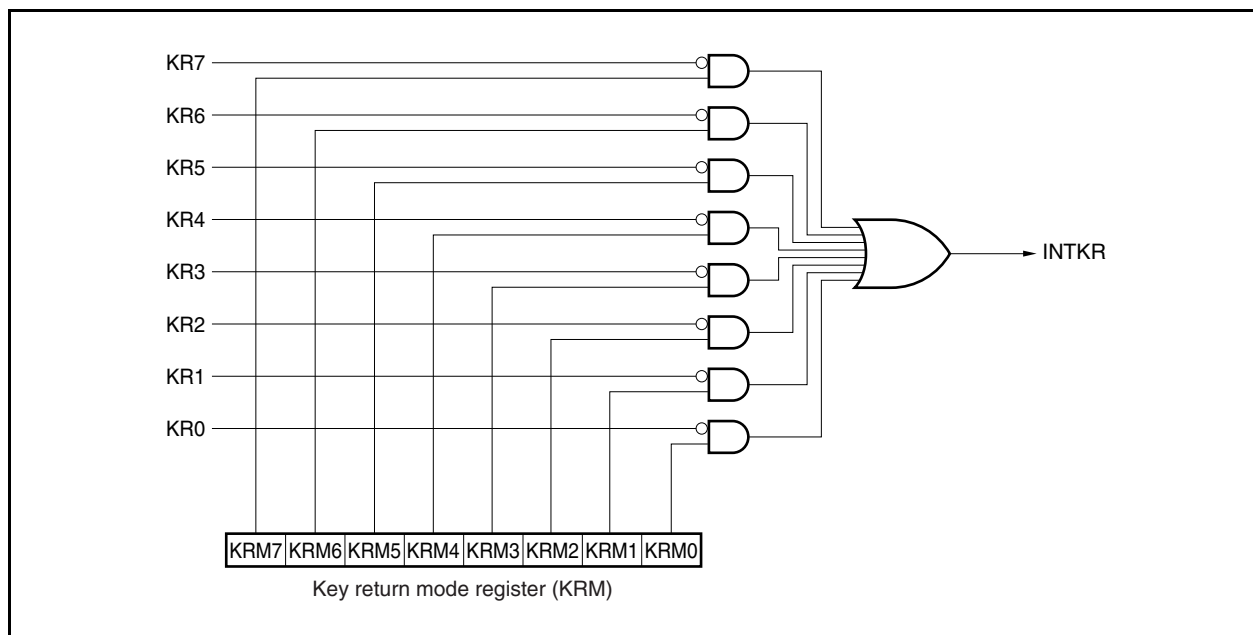 KR7
KR6
KR5
KR4
KR3
INTKR
KR2
KR1
KR0
KRM7 KRM6 KRM5 KRM4 KRM3 KRM2 KRM1 KRM0
Key return mode register (KRM)